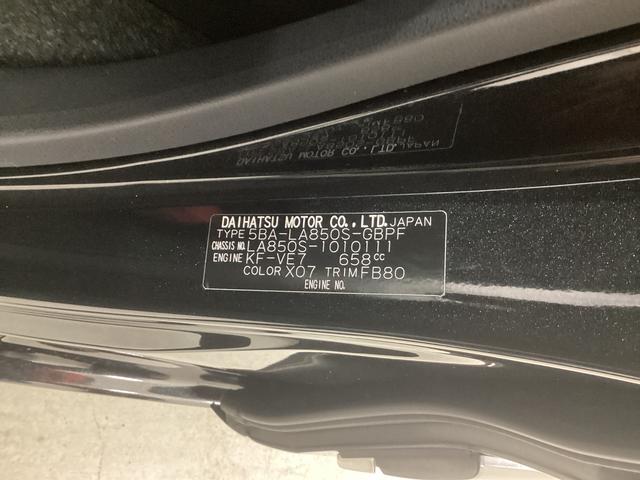 DAIHATSU MOTOR CO.,LTD.JAPAN
TYPE 5BA-LA850S-GBPF
CHASSIS NO. LA850S-1010111
ENGINE KF-VE7 658cc
COLOR X07 TRIM FB80
ENGINE NO.